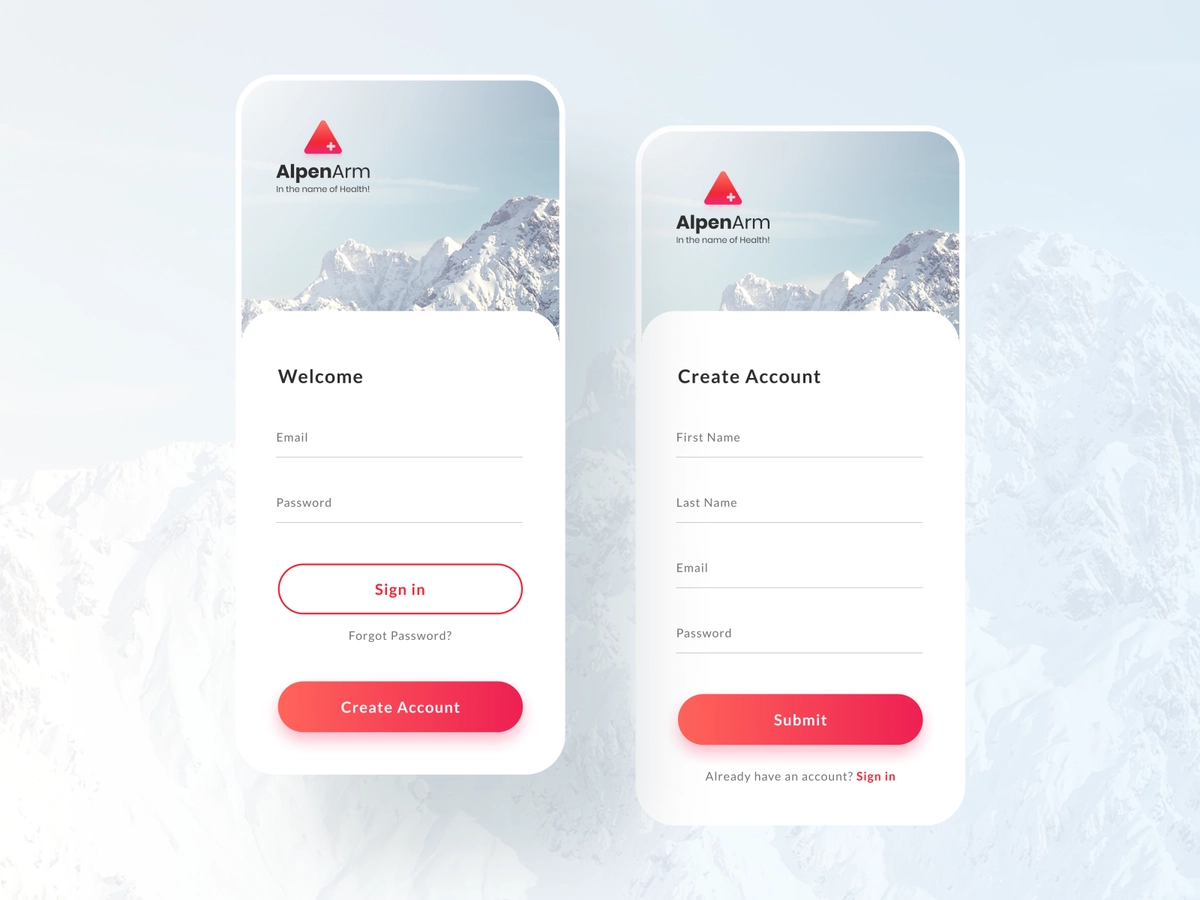 AlpenArm
In the name of Health!
Welcome
Email
Password
Sign in
Forgot Password?
Create Account
AlpenArm
In the name of Health!
Create Account
First Name
Last Name
Email
Password
Submit
Already have an account? Sign in